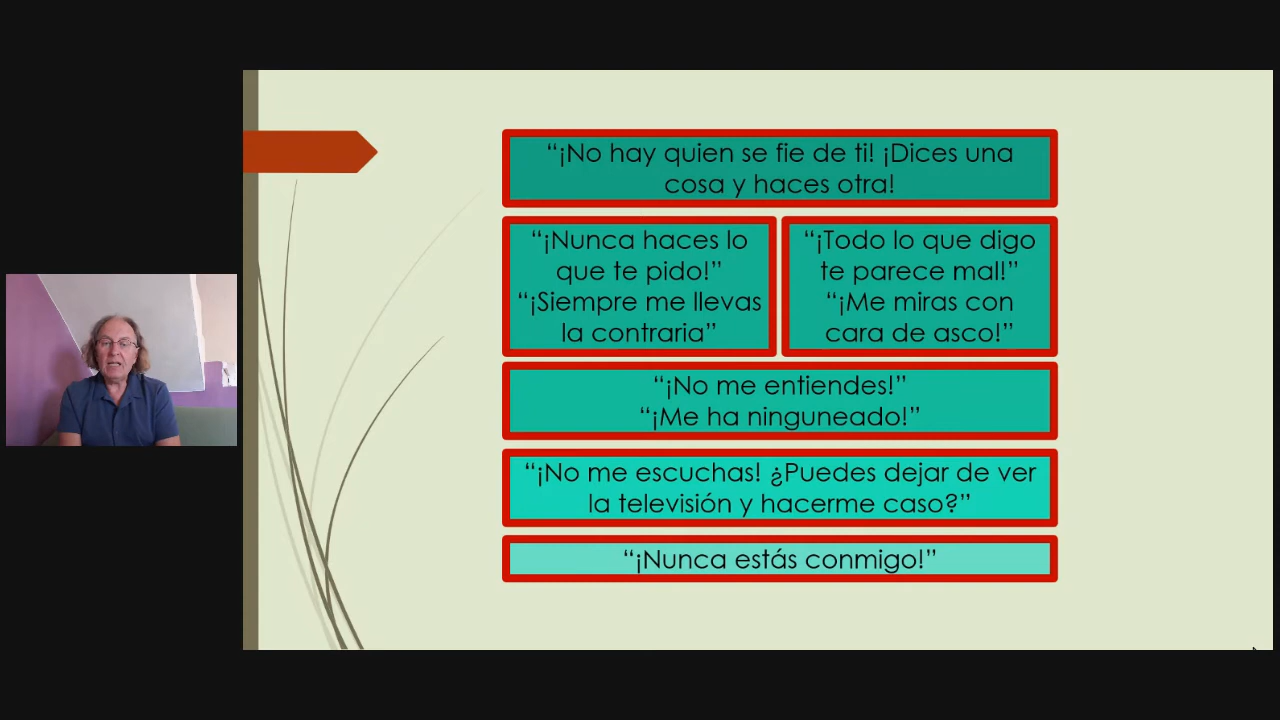 “¡No hay quien se fie de ti! ¡Dices una
cosa y haces otra!
“¡Nunca haces lo
que te pido!”
“¡Siempre me llevas
la contraria”
“¡Todo lo que digo
te parece mal!”
“¡Me miras con
cara de asco!”
“¡No me entiendes!”
“¡Me ha ninguneado!”
“¡No me escuchas! ¿Puedes dejar de ver
la televisión y hacerme caso?”
“¡Nunca estás conmigo!”